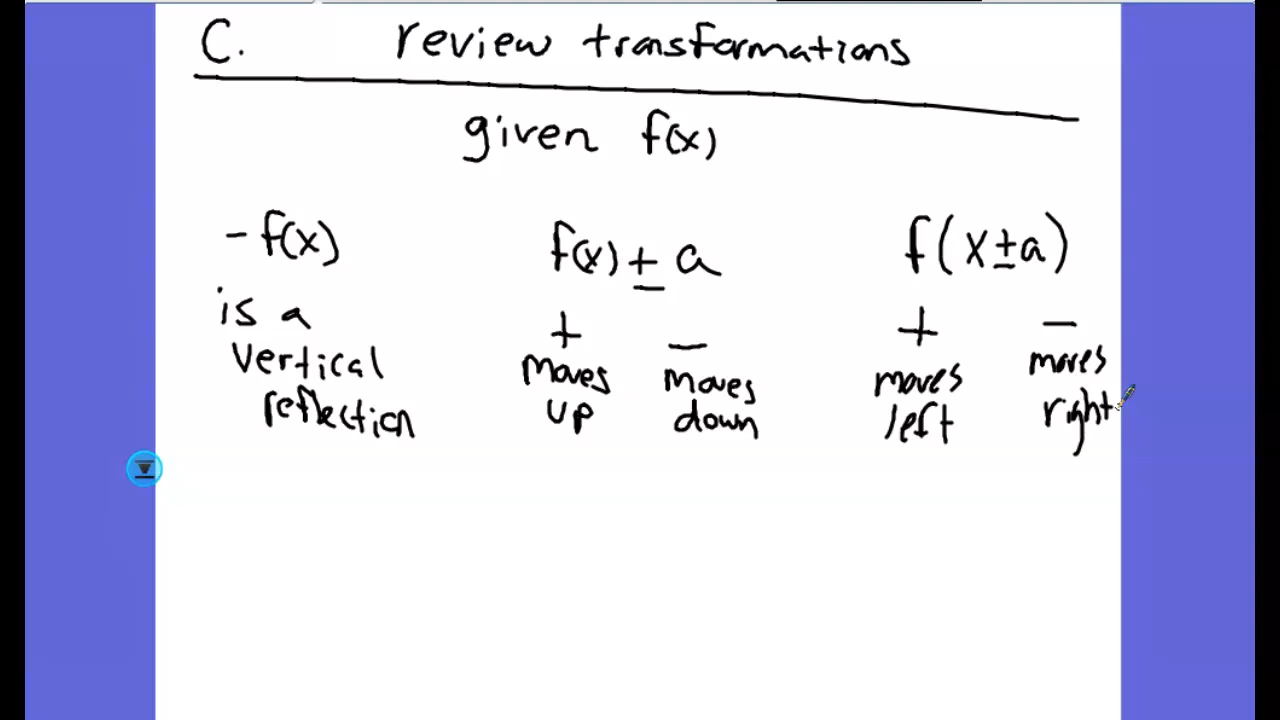 C. review transformations
given f(x)
-f(x) f(x) ± a f(x±a)
is a + - + -
vertical moves moves moves moves
reflection up down left right